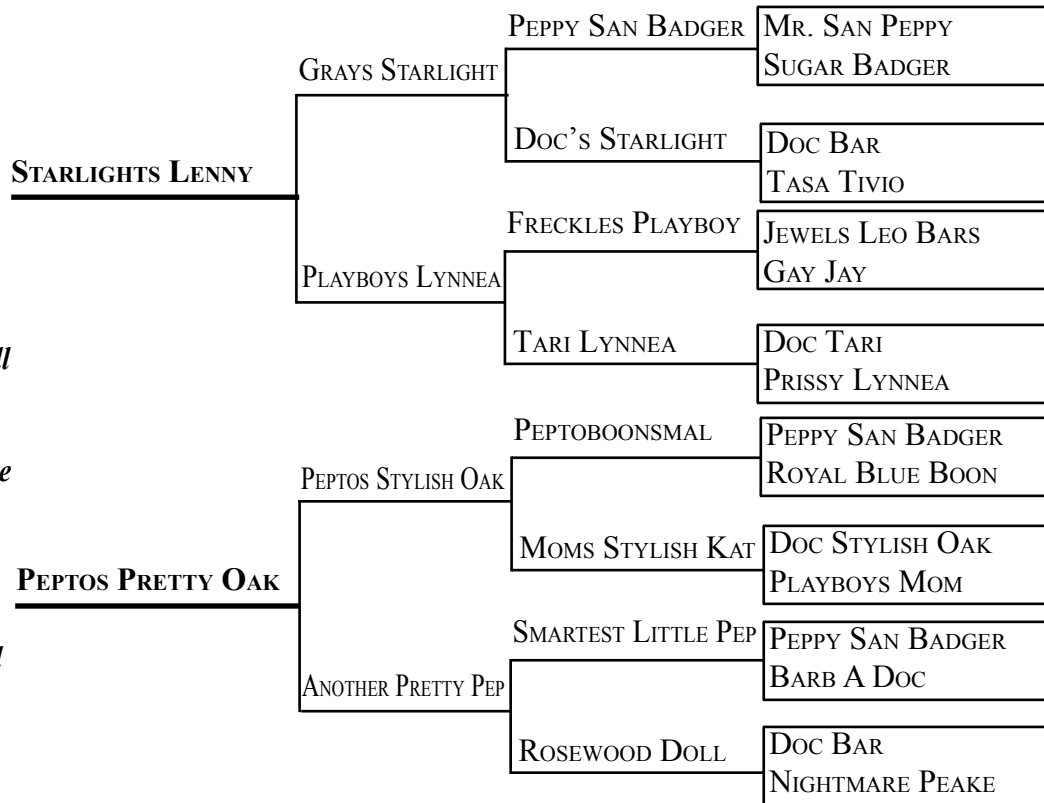 Peppy San Badger
Mr. San Peppy
Sugar Badger
Grays Starlight
Doc's Starlight
Doc Bar
Tasa Tivio
Starlights Lenny
Freckles Playboy
Jewels Leo Bars
Gay Jay
Playboys Lynnea
Tari Lynnea
Doc Tari
Prissy Lynnea
Peptoboonsmal
Peppy San Badger
Royal Blue Boon
Peptos Stylish Oak
Moms Stylish Kat
Doc Stylish Oak
Playboys Mom
Peptos Pretty Oak
Smartest Little Pep
Peppy San Badger
Barb A Doc
Another Pretty Pep
Rosewood Doll
Doc Bar
Nightmare Peake